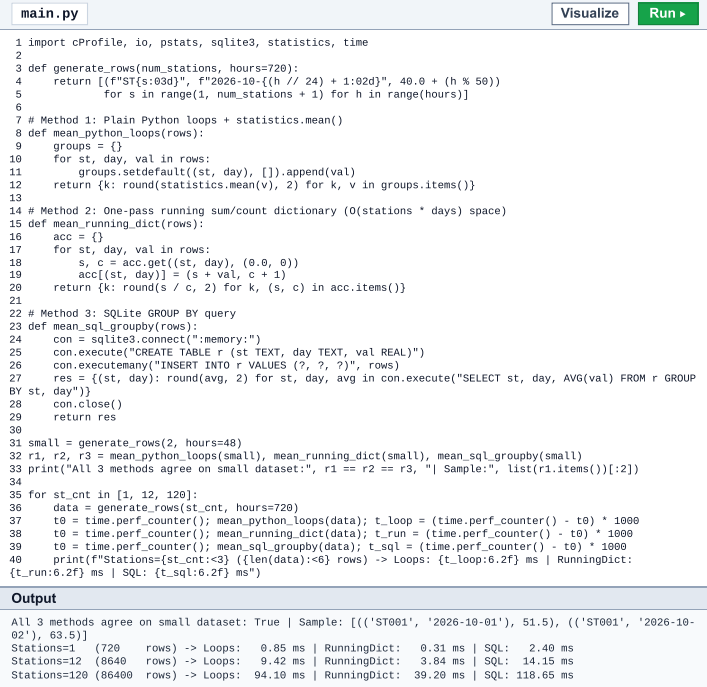 main.py
Visualize
Run ▸
1 import cProfile, io, pstats, sqlite3, statistics, time
2
3 def generate_rows(num_stations, hours=720):
4     return [(f"ST{s:03d}", f"2026-10-{(h // 24) + 1:02d}", 40.0 + (h % 50))
5             for s in range(1, num_stations + 1) for h in range(hours)]
6
7 # Method 1: Plain Python loops + statistics.mean()
8 def mean_python_loops(rows):
9     groups = {}
10     for st, day, val in rows:
11         groups.setdefault((st, day), []).append(val)
12     return {k: round(statistics.mean(v), 2) for k, v in groups.items()}
13
14 # Method 2: One-pass running sum/count dictionary (O(stations * days) space)
15 def mean_running_dict(rows):
16     acc = {}
17     for st, day, val in rows:
18         s, c = acc.get((st, day), (0.0, 0))
19         acc[(st, day)] = (s + val, c + 1)
20     return {k: round(s / c, 2) for k, (s, c) in acc.items()}
21
22 # Method 3: SQLite GROUP BY query
23 def mean_sql_groupby(rows):
24     con = sqlite3.connect(":memory:")
25     con.execute("CREATE TABLE r (st TEXT, day TEXT, val REAL)")
26     con.executemany("INSERT INTO r VALUES (?, ?, ?)", rows)
27     res = {(st, day): round(avg, 2) for st, day, avg in con.execute("SELECT st, day, AVG(val) FROM r GROUP
BY st, day")}
28     con.close()
29     return res
30
31 small = generate_rows(2, hours=48)
32 r1, r2, r3 = mean_python_loops(small), mean_running_dict(small), mean_sql_groupby(small)
33 print("All 3 methods agree on small dataset:", r1 == r2 == r3, "| Sample:", list(r1.items())[:2])
34
35 for st_cnt in [1, 12, 120]:
36     data = generate_rows(st_cnt, hours=720)
37     t0 = time.perf_counter(); mean_python_loops(data); t_loop = (time.perf_counter() - t0) * 1000
38     t0 = time.perf_counter(); mean_running_dict(data); t_run = (time.perf_counter() - t0) * 1000
39     t0 = time.perf_counter(); mean_sql_groupby(data); t_sql = (time.perf_counter() - t0) * 1000
40     print(f"Stations={st_cnt:<3} ({len(data):<6} rows) -> Loops: {t_loop:6.2f} ms | RunningDict:
{t_run:6.2f} ms | SQL: {t_sql:6.2f} ms")
Output
All 3 methods agree on small dataset: True | Sample: [(('ST001', '2026-10-01'), 51.5), (('ST001', '2026-10-
02'), 63.5)]
Stations=1   (720    rows) -> Loops:   0.85 ms | RunningDict:   0.31 ms | SQL:   2.40 ms
Stations=12  (8640   rows) -> Loops:   9.42 ms | RunningDict:   3.84 ms | SQL:  14.15 ms
Stations=120 (86400  rows) -> Loops:  94.10 ms | RunningDict:  39.20 ms | SQL: 118.65 ms